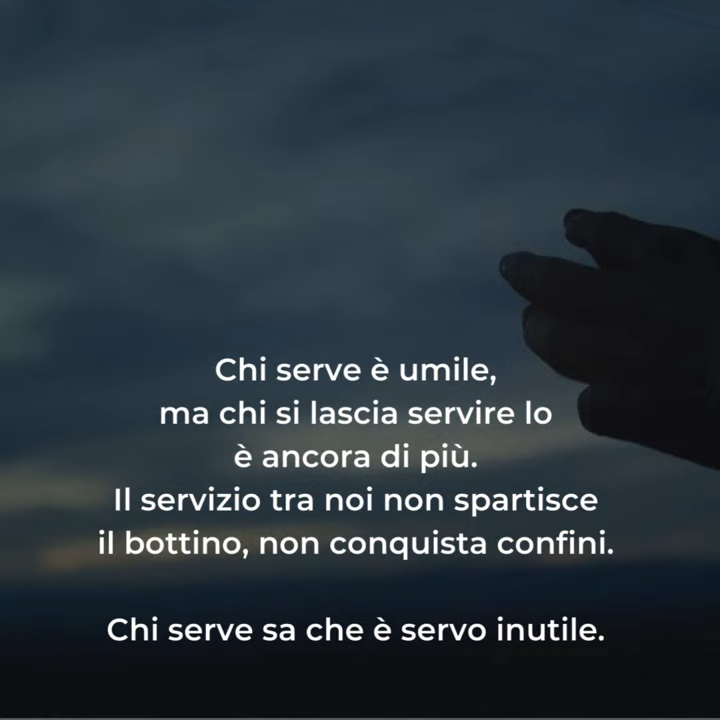 Chi serve è umile,
ma chi si lascia servire lo
è ancora di più.
Il servizio tra noi non spartisce
il bottino, non conquista confini.
Chi serve sa che è servo inutile.